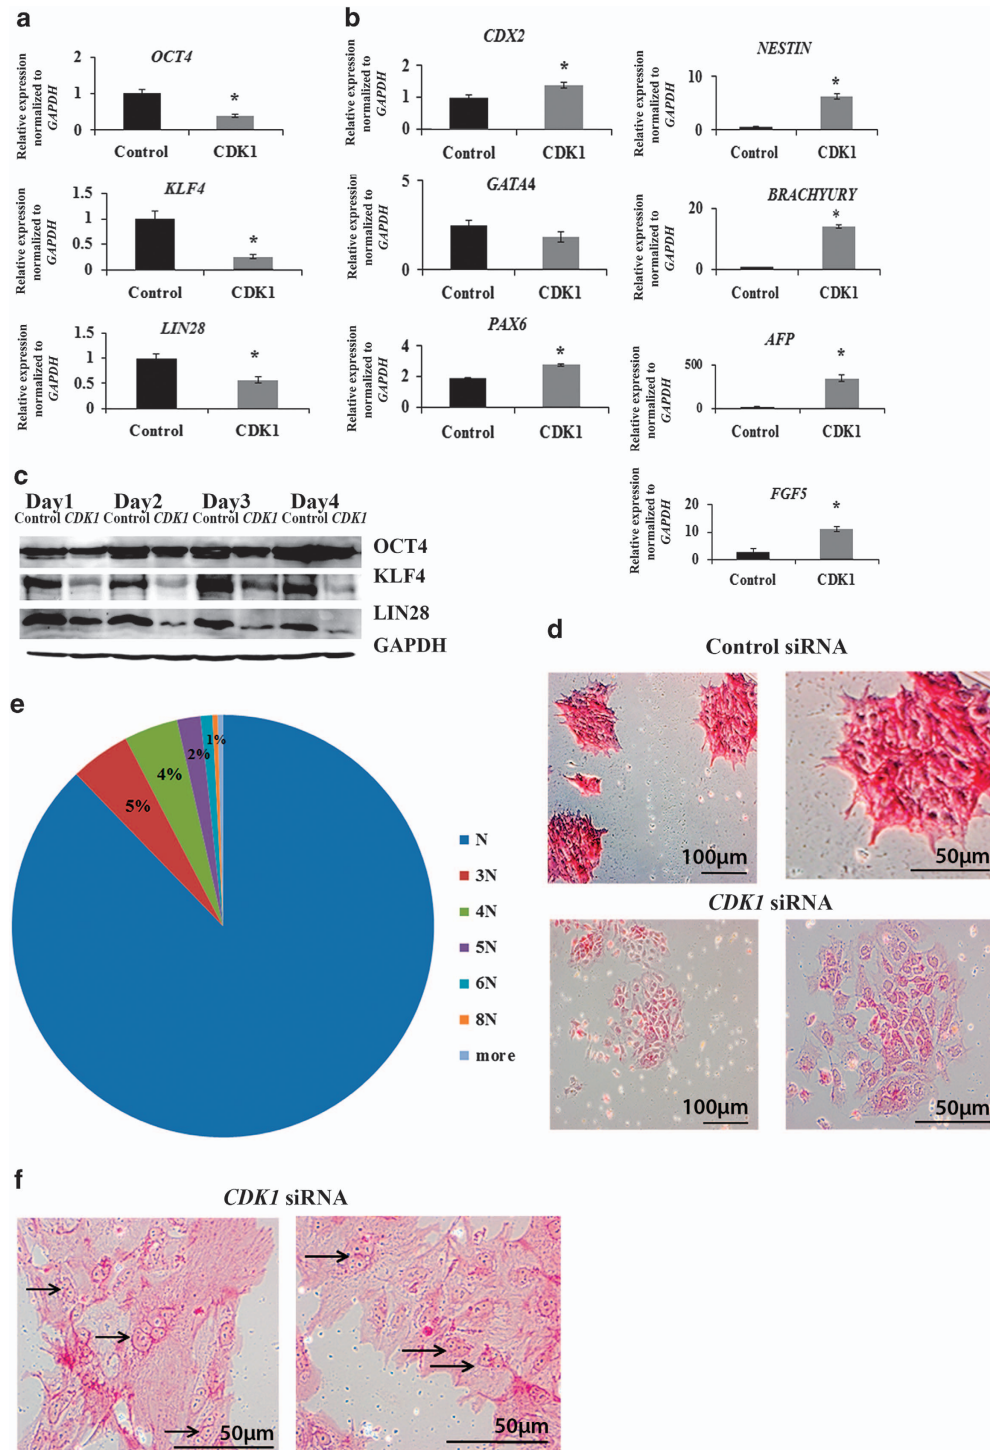 a
OCT4
Relative expression
normalized to
GAPDH
2
1
0
*
Control CDK1
KLF4
Relative expression
normalized to
GAPDH
1.5
1
0.5
0
*
Control CDK1
LIN28
Relative expression
normalized to
GAPDH
1.5
1
0.5
0
*
Control CDK1
b
CDX2
Relative expression
normalized to
GAPDH
2
1
0
*
Control CDK1
GATA4
Relative expression
normalized to
GAPDH
5
0
Control CDK1
PAX6
Relative expression
normalized to
GAPDH
4
2
0
*
Control CDK1
NESTIN
Relative expression
normalized to
GAPDH
10
0
*
Control CDK1
BRACHYURY
Relative expression
normalized to
GAPDH
20
0
*
Control CDK1
AFP
Relative expression
normalized to
GAPDH
500
0
*
Control CDK1
FGF5
Relative expression
normalized to
GAPDH
20
10
0
*
Control CDK1
c
Day1 Day2 Day3 Day4
Control CDK1 Control CDK1 Control CDK1 Control CDK1
OCT4
KLF4
LIN28
GAPDH
d
Control siRNA
100µm
50µm
CDK1 siRNA
100µm
50µm
e
5%
4%
2%
1%
N
3N
4N
5N
6N
8N
more
f
CDK1 siRNA
50µm
50µm